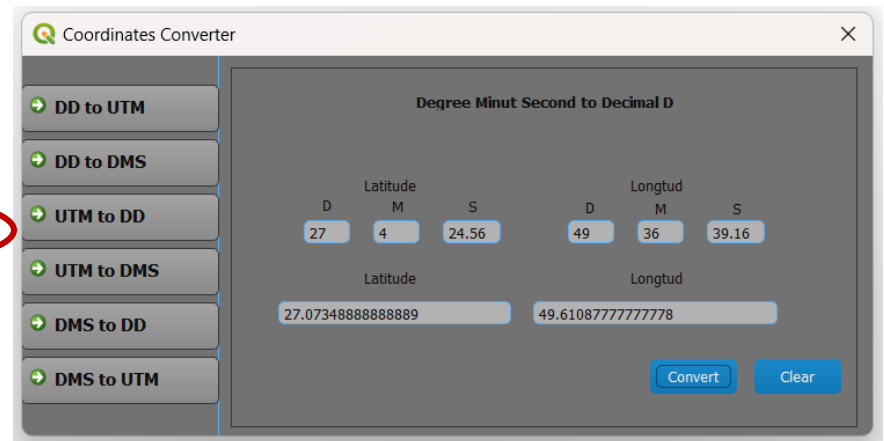 Coordinates Converter
DD to UTM
DD to DMS
UTM to DD
UTM to DMS
DMS to DD
DMS to UTM
Degree Minut Second to Decimal D
Latitude Longtud
D M S D M S
27 4 24.56 49 36 39.16
Latitude Longtud
27.07348888888889 49.61087777777778
Convert Clear